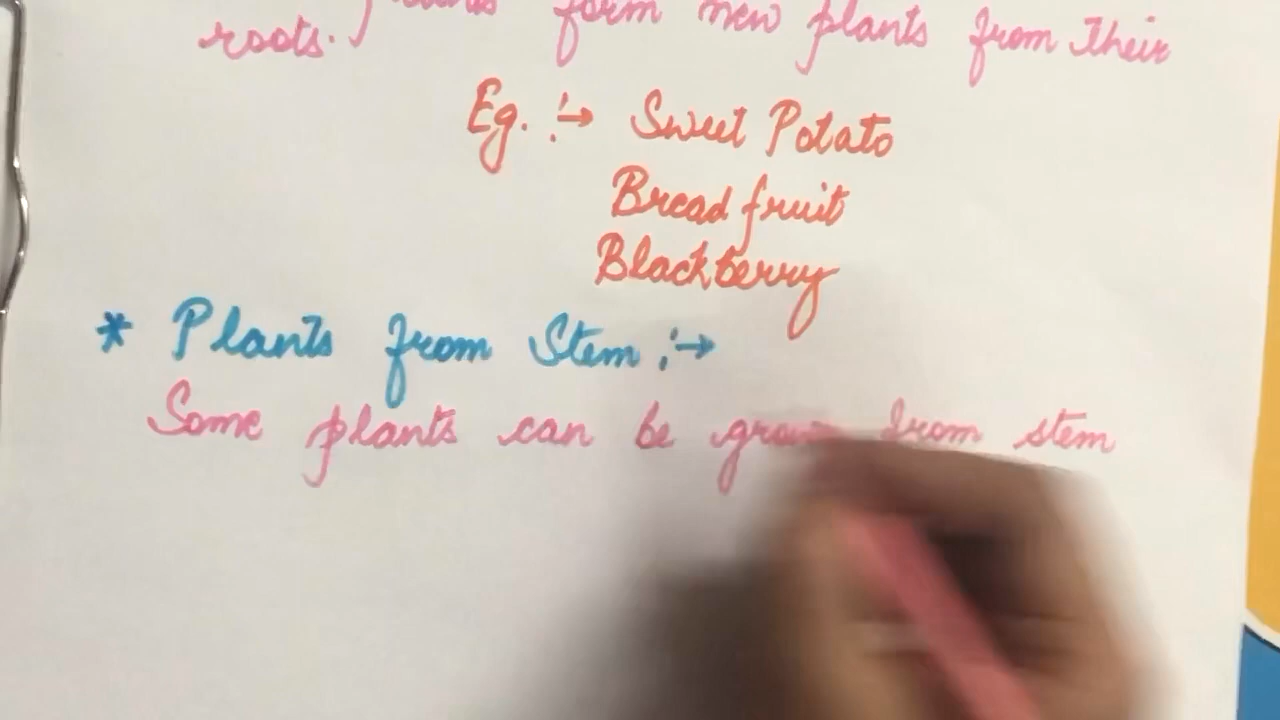 form new plants from their
roots.
Eg. :→ Sweet Potato
Bread fruit
Blackberry
* Plants from Stem :→
Some plants can be from stem